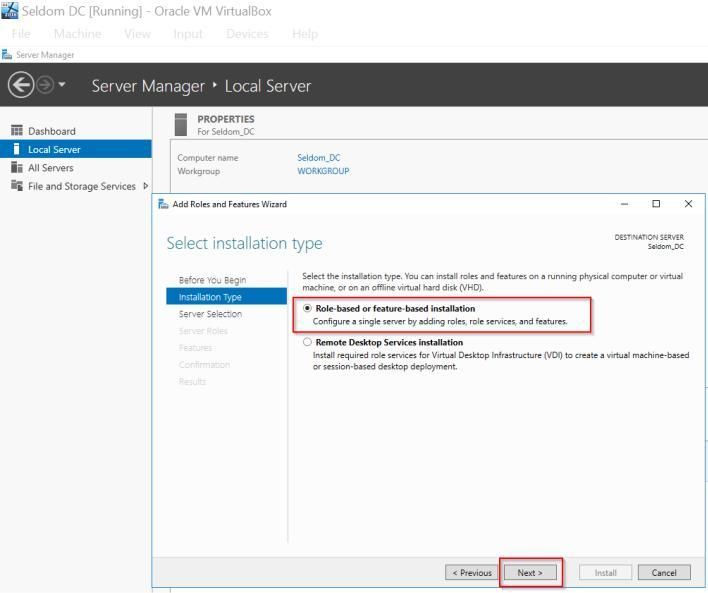 Seldom DC [Running] - Oracle VM VirtualBox
File Machine View Input Devices Help
Server Manager
Server Manager • Local Server
Dashboard
Local Server
All Servers
File and Storage Services
PROPERTIES
For Seldom_DC
Computer name Seldom_DC
Workgroup WORKGROUP
Add Roles and Features Wizard
Select installation type
DESTINATION SERVER
Seldom_DC
Before You Begin
Installation Type
Server Selection
Server Roles
Features
Confirmation
Results
Select the installation type. You can install roles and features on a running physical computer or virtual
machine, or on an offline virtual hard disk (VHD).
Role-based or feature-based installation
Configure a single server by adding roles, role services, and features.
Remote Desktop Services installation
Install required role services for Virtual Desktop Infrastructure (VDI) to create a virtual machine-based
or session-based desktop deployment.
< Previous Next > Install Cancel